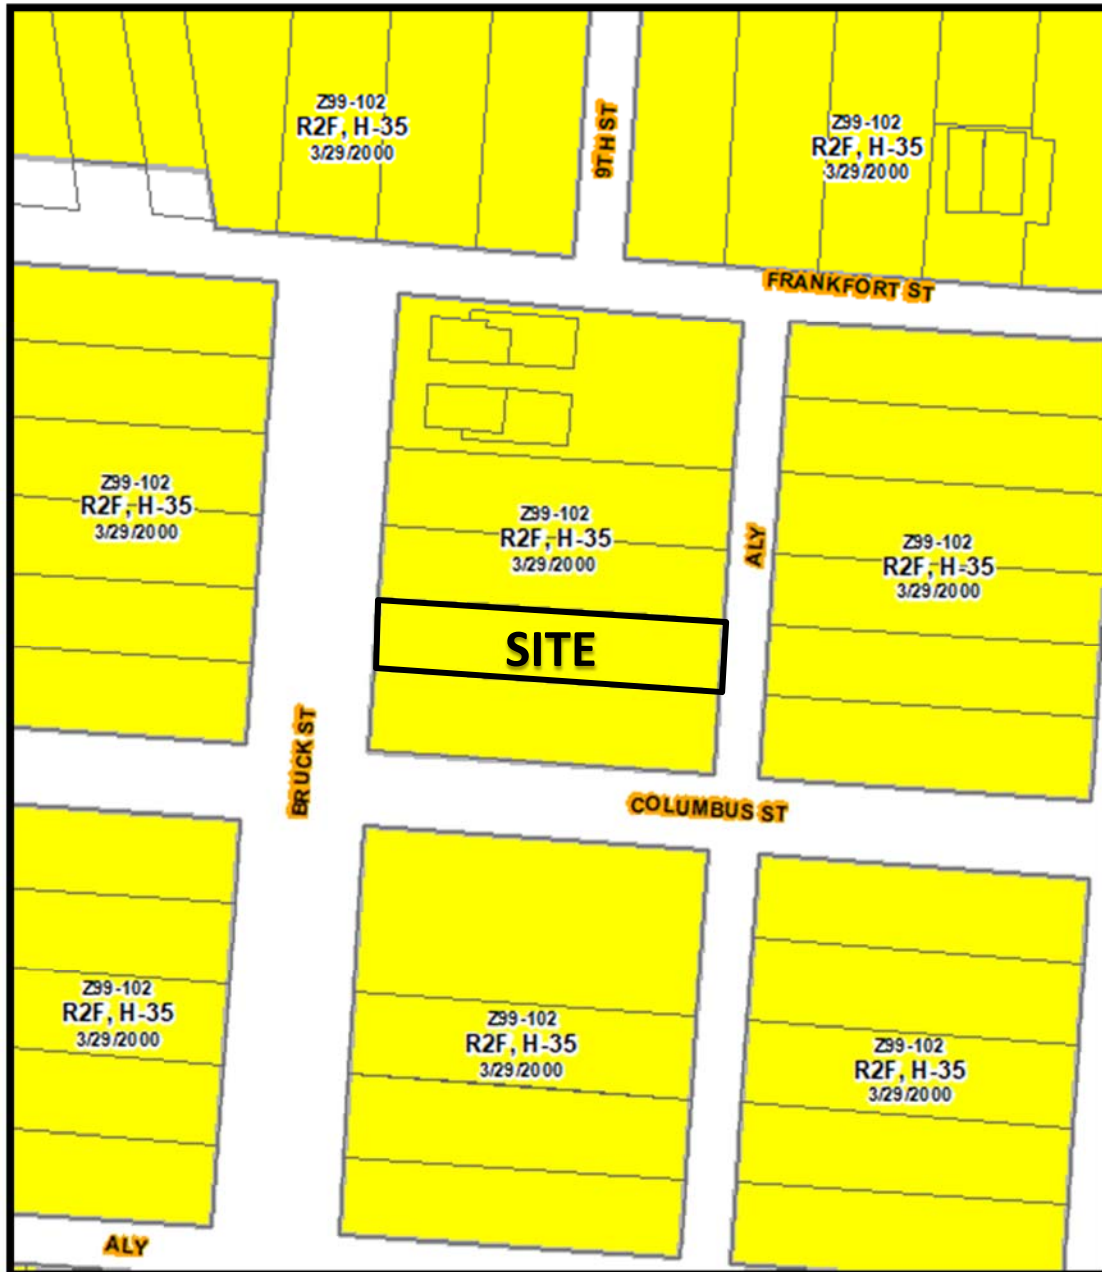 Z99-102
R2F, H-35
3/29/2000
9TH ST
Z99-102
R2F, H-35
3/29/2000
FRANKFORT ST
Z99-102
R2F, H-35
3/29/2000
Z99-102
R2F, H-35
3/29/2000
ALY
Z99-102
R2F, H-35
3/29/2000
SITE
BRUCK ST
COLUMBUS ST
Z99-102
R2F, H-35
3/29/2000
Z99-102
R2F, H-35
3/29/2000
Z99-102
R2F, H-35
3/29/2000
ALY